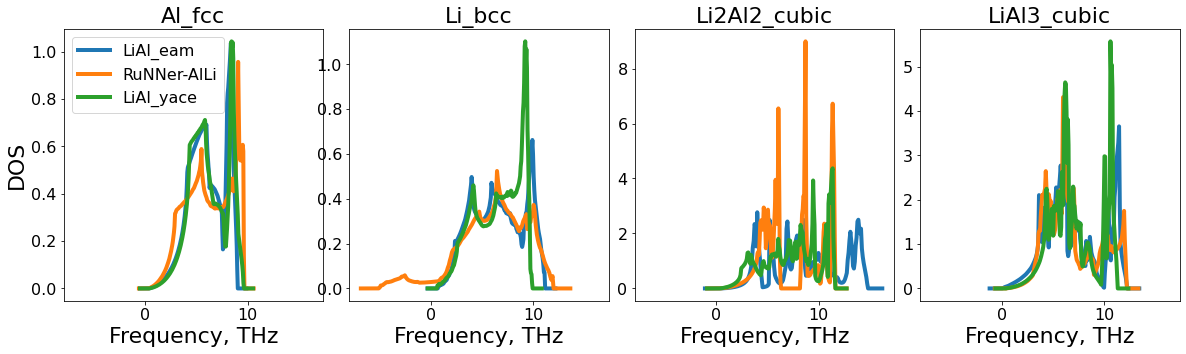 Al_fcc
Li_bcc
Li2Al2_cubic
LiAl3_cubic
DOS
1.0
0.8
0.6
0.4
0.2
0.0
LiAl_eam
RuNNer-AlLi
LiAl_yace
0
10
Frequency, THz
1.0
0.8
0.6
0.4
0.2
0.0
0
10
Frequency, THz
8
6
4
2
0
0
10
Frequency, THz
5
4
3
2
1
0
0
10
Frequency, THz